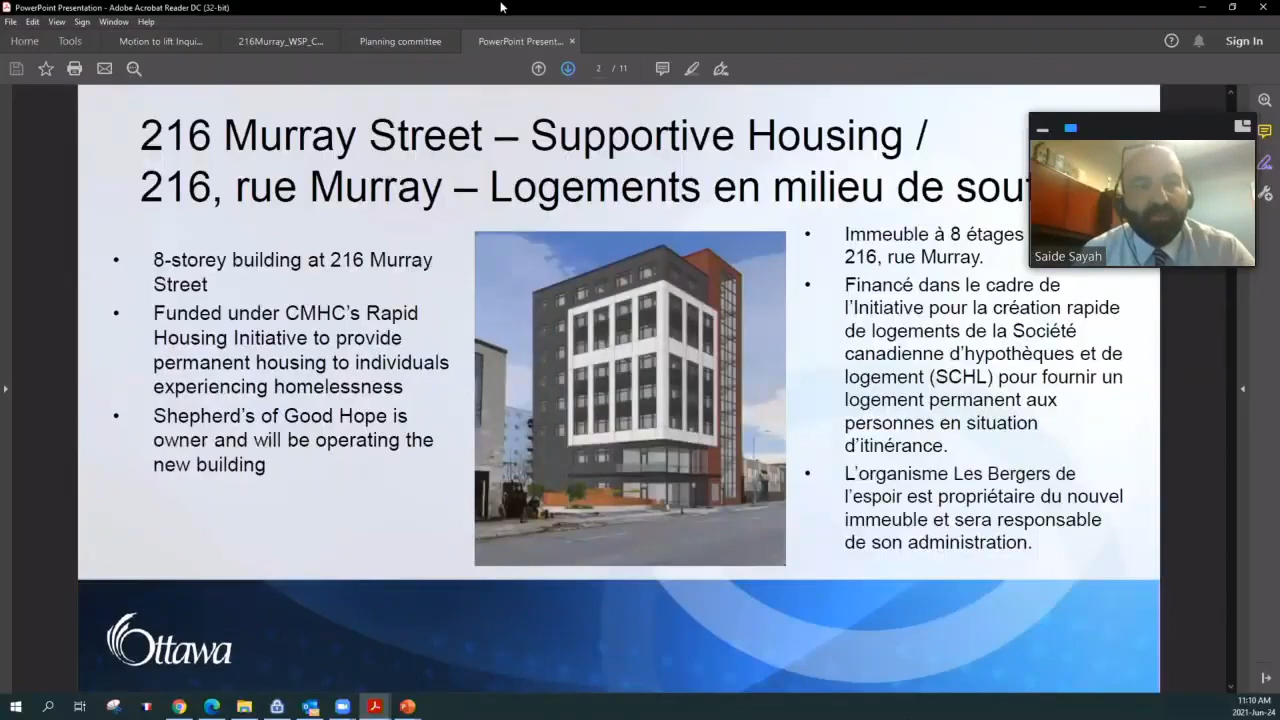 PowerPoint Presentation - Adobe Acrobat Reader DC (32-bit)
File Edit View Sign Window Help
Home Tools Motion to lift Inqui... 216Murray_WSP_C... Planning committee PowerPoint Present... × Sign In
2 / 11
216 Murray Street – Supportive Housing /
216, rue Murray – Logements en milieu de
8-storey building at 216 Murray
Street
Funded under CMHC's Rapid
Housing Initiative to provide
permanent housing to individuals
experiencing homelessness
Shepherd's of Good Hope is
owner and will be operating the
new building
Immeuble à 8 étages
216, rue Murray.
Financé dans le cadre de
l'Initiative pour la création rapide
de logements de la Société
canadienne d'hypothèques et de
logement (SCHL) pour fournir un
logement permanent aux
personnes en situation
d'itinérance.
L'organisme Les Bergers de
l'espoir est propriétaire du nouvel
immeuble et sera responsable
de son administration.
Saide Sayah
Ottawa
11:10 AM
2021-Jun-24